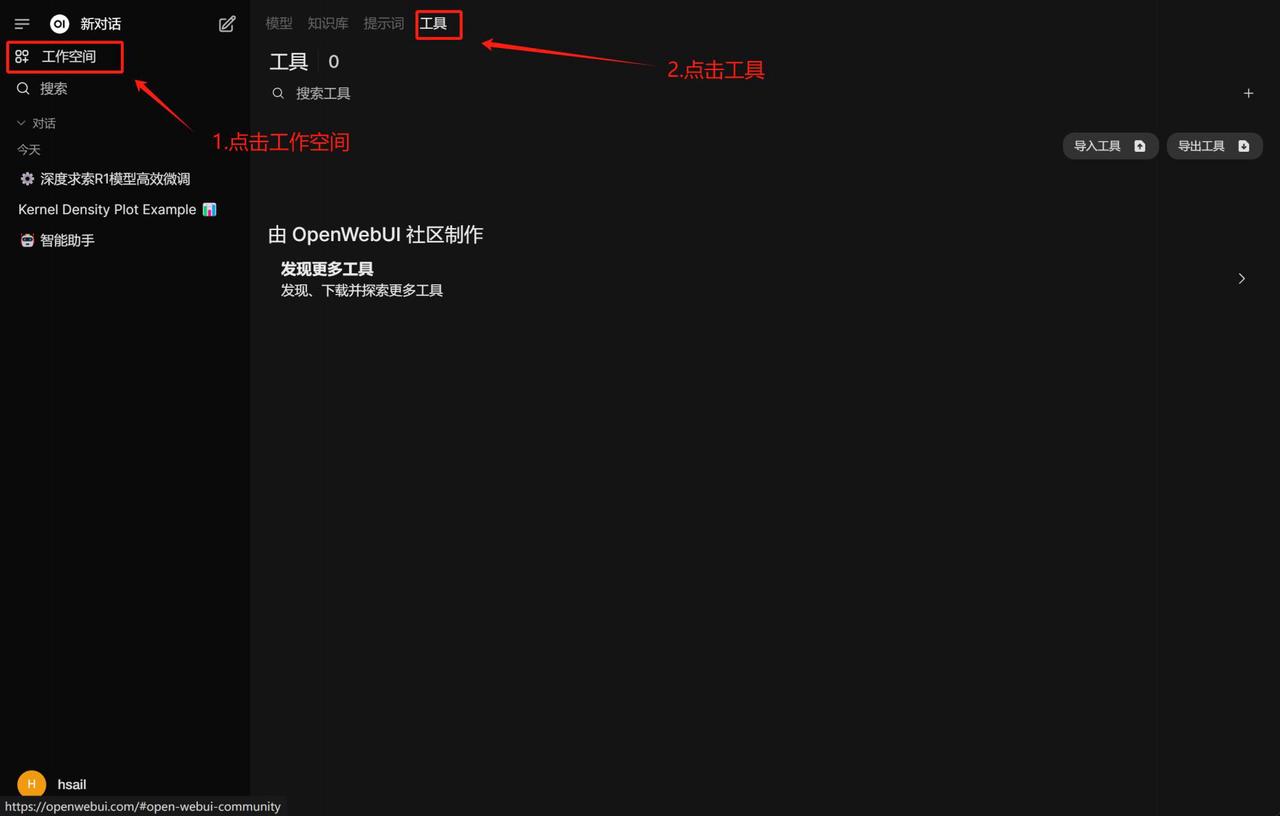 OI 新对话
工作空间
搜索
对话
今天
深度求索R1模型高效微调
Kernel Density Plot Example
智能助手
H hsail
https://openwebui.com/#open-webui-community
模型 知识库 提示词 工具
工具 0
搜索工具
导入工具 导出工具
由 OpenWebUI 社区制作
发现更多工具
发现、下载并探索更多工具
1.点击工作空间
2.点击工具